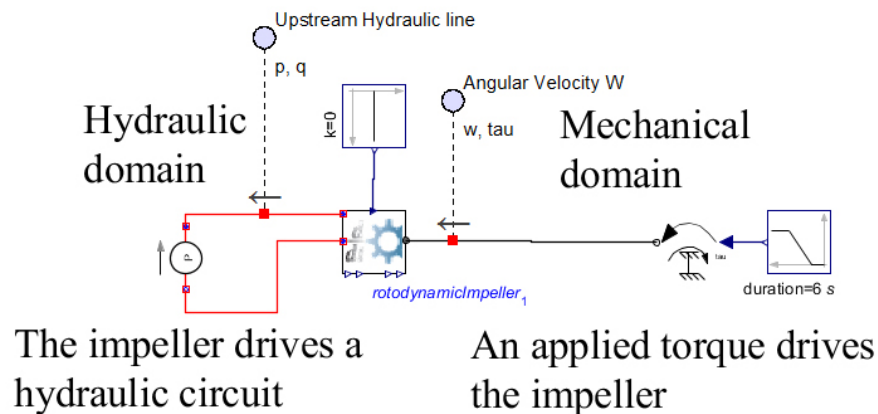 Upstream Hydraulic line
p, q
Angular Velocity W
w, tau
Hydraulic
domain
k=0
Mechanical
domain
P
tau
rotodynamicImpeller1
duration=6 s
The impeller drives a
hydraulic circuit
An applied torque drives
the impeller